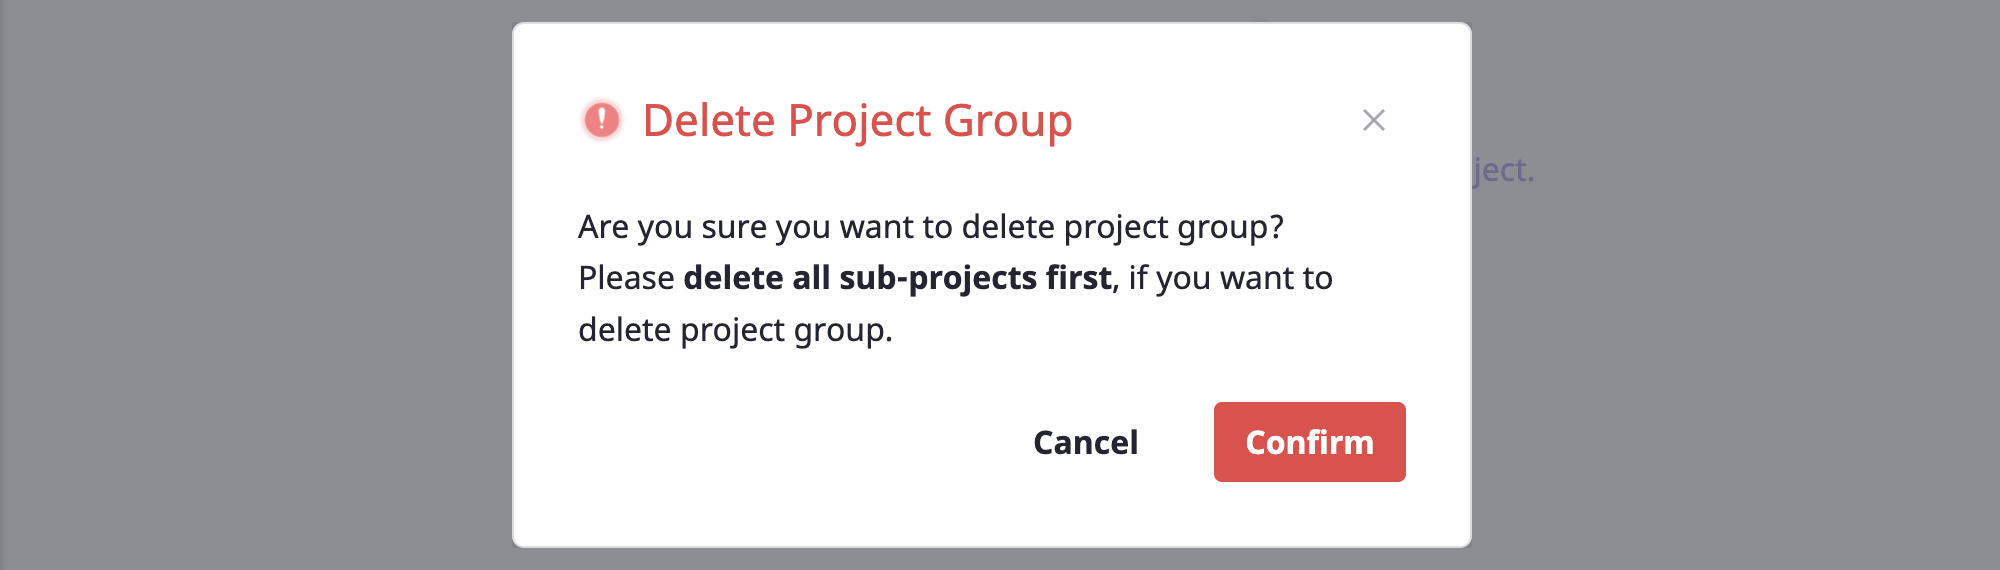 Delete Project Group
ject.
Are you sure you want to delete project group?
Please delete all sub-projects first, if you want to
delete project group.
Cancel
Confirm